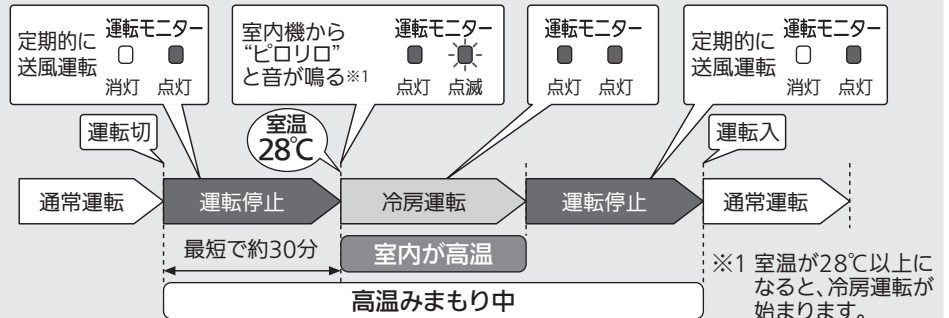 定期的に
送風運転
運転モニター
消灯 点灯
室内機から
“ピロリロ”
と音が鳴る※1
運転モニター
点灯 点滅
運転モニター
点灯 点灯
定期的に
送風運転
運転モニター
消灯 点灯
運転切
室温
28℃
運転入
通常運転
運転停止
冷房運転
運転停止
通常運転
最短で約30分
室内が高温
高温みまもり中
※1 室温が28℃以上に
なると、冷房運転が
始まります。